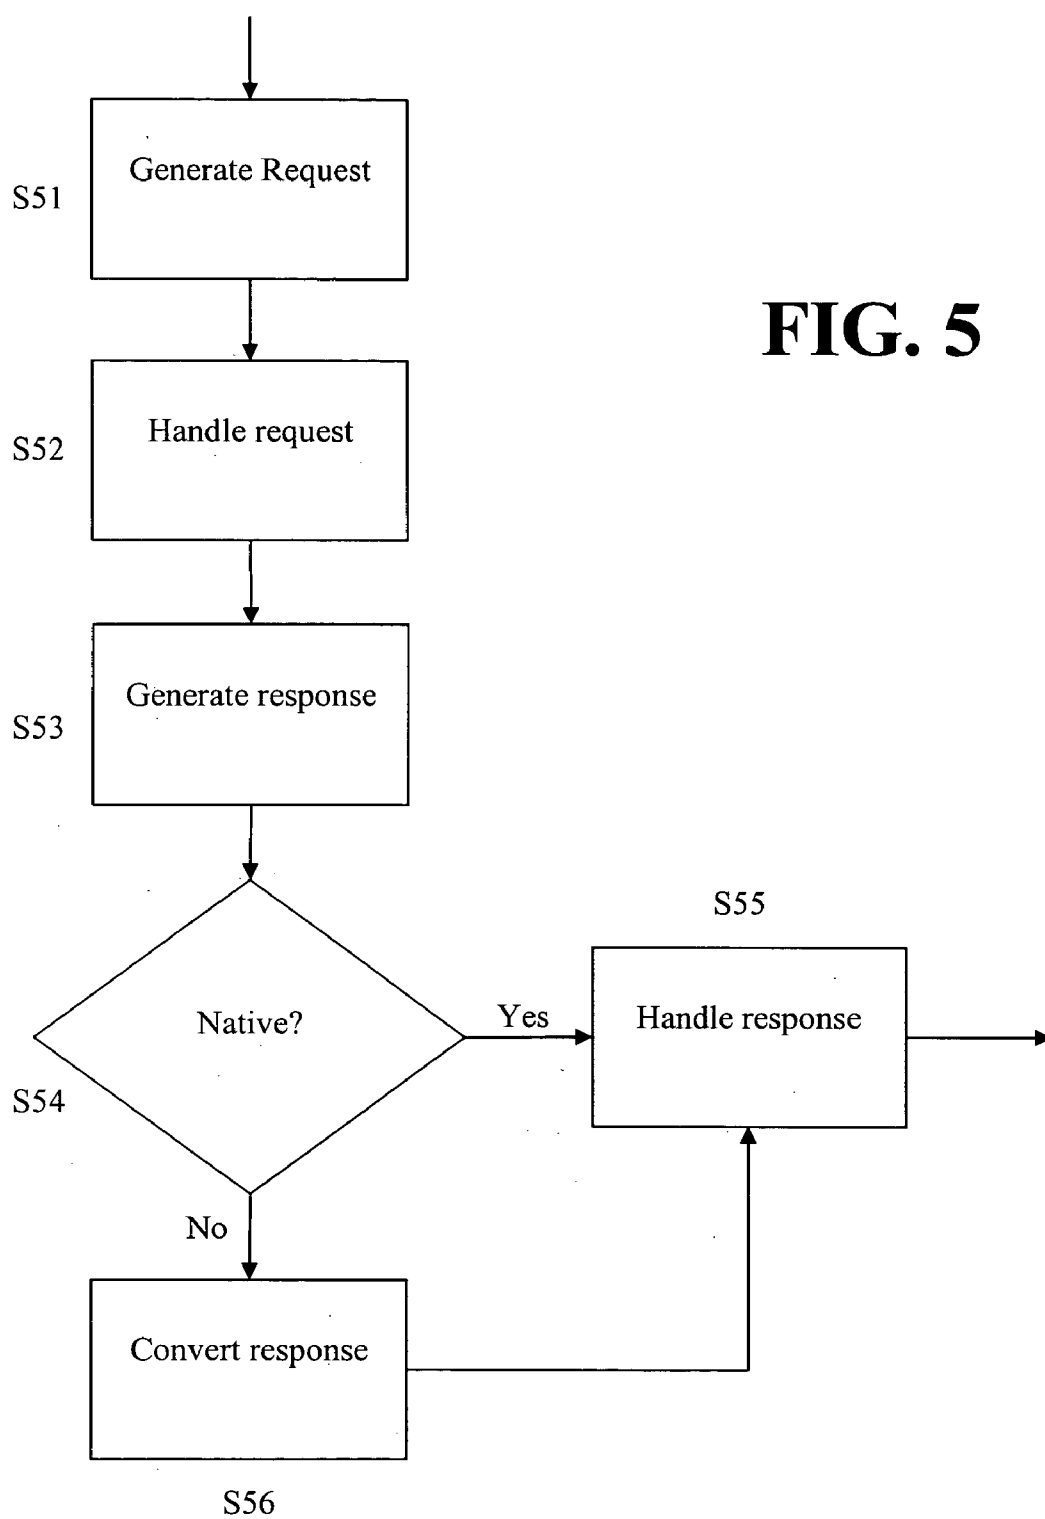 Generate Request
S51
FIG. 5
Handle request
S52
Generate response
S53
S55
Native?
Yes
Handle response
S54
No
Convert response
S56